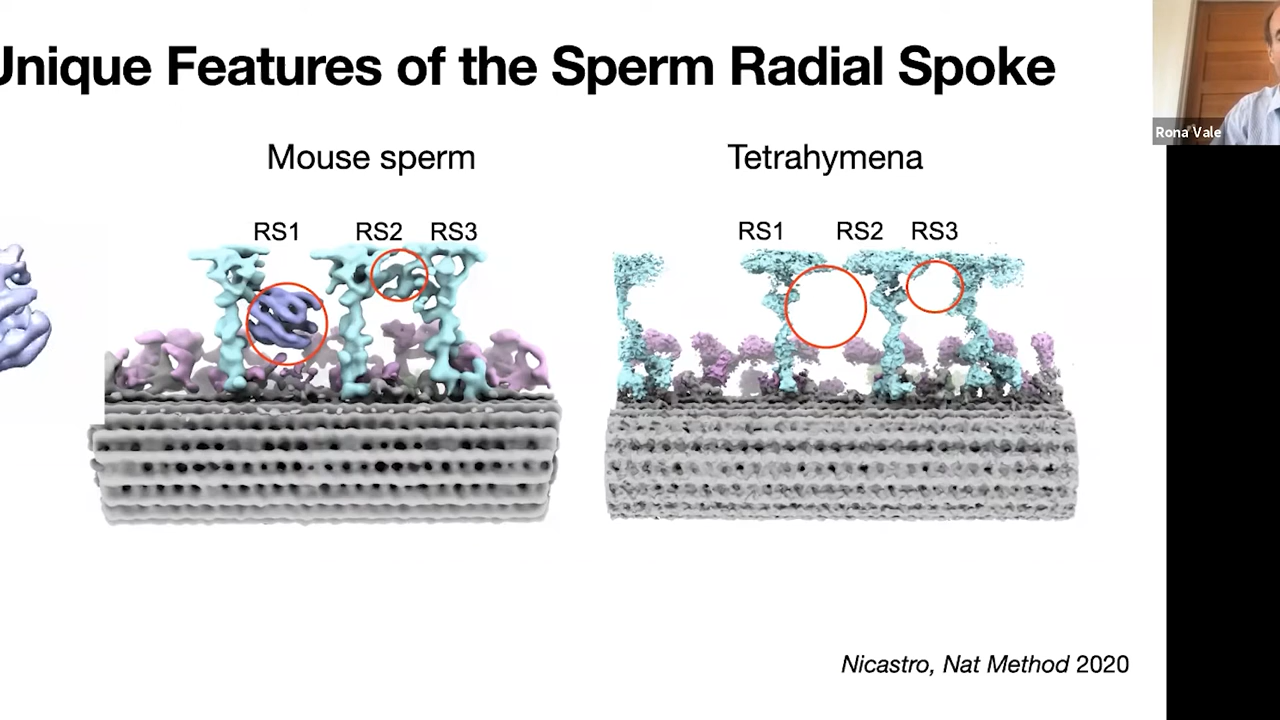 Unique Features of the Sperm Radial Spoke
Rona Vale
Mouse sperm
Tetrahymena
RS1 RS2 RS3
RS1 RS2 RS3
Nicastro, Nat Method 2020